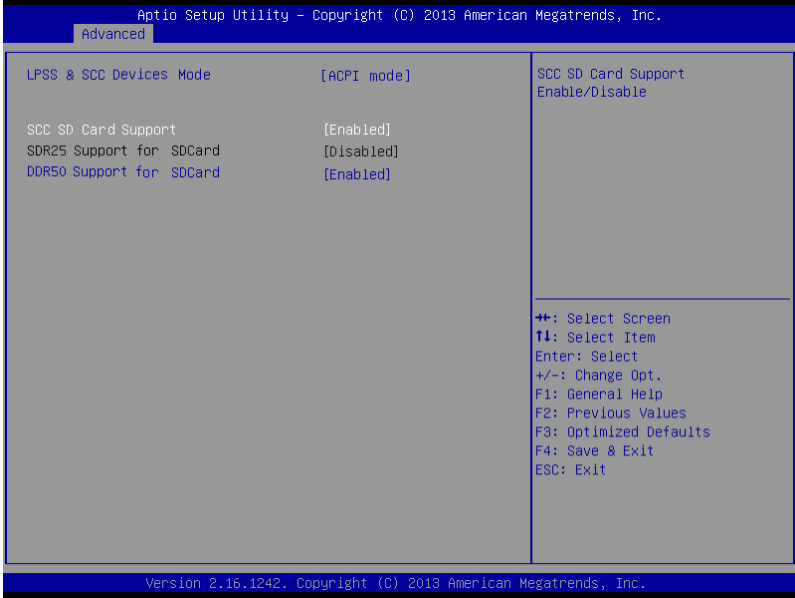 Aptio Setup Utility – Copyright (C) 2013 American Megatrends, Inc.
Advanced
LPSS & SCC Devices Mode [ACPI mode]
SCC SD Card Support [Enabled]
SDR25 Support for SDCard [Disabled]
DDR50 Support for SDCard [Enabled]
SCC SD Card Support
Enable/Disable
→←: Select Screen
↑↓: Select Item
Enter: Select
+/-: Change Opt.
F1: General Help
F2: Previous Values
F3: Optimized Defaults
F4: Save & Exit
ESC: Exit
Version 2.16.1242. Copyright (C) 2013 American Megatrends, Inc.